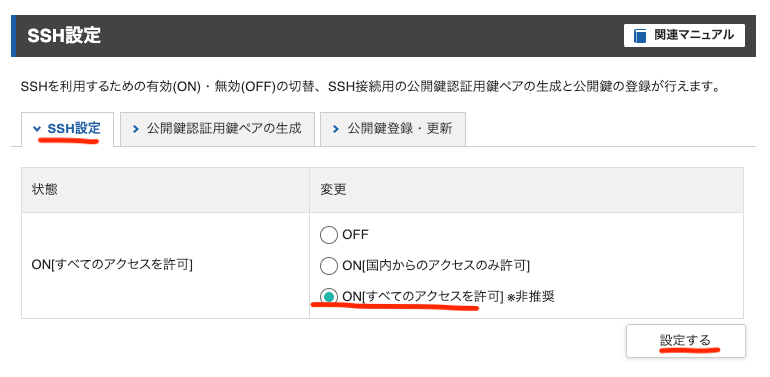 SSH設定
関連マニュアル
SSHを利用するための有効(ON)・無効(OFF)の切替、SSH接続用の公開鍵認証用鍵ペアの生成と公開鍵の登録が行えます。
SSH設定 公開鍵認証用鍵ペアの生成 公開鍵登録・更新
状態 変更
OFF
ON[すべてのアクセスを許可] ON[国内からのアクセスのみ許可]
ON[すべてのアクセスを許可] ※非推奨
設定する